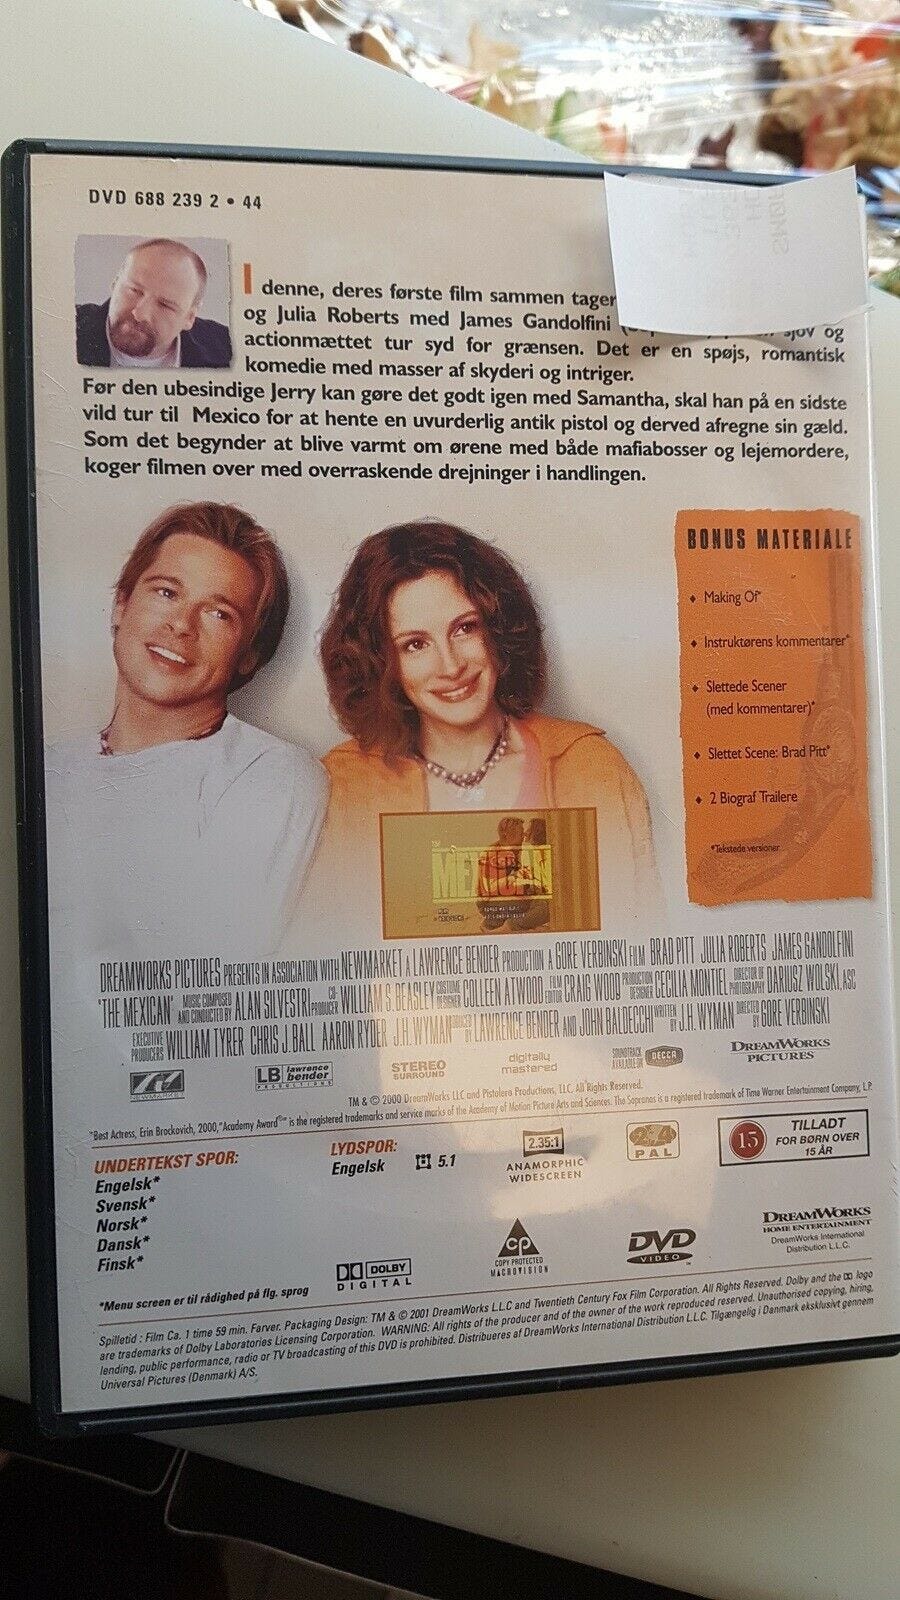 DVD 688 239 2 • 44
I denne, deres første film sammen tager
og Julia Roberts med James Gandolfini sjov og
actionmættet tur syd for grænsen. Det er en spøjs, romantisk
komedie med masser af skyderi og intriger.
Før den ubesindige Jerry kan gøre det godt igen med Samantha, skal han på en sidste
vild tur til Mexico for at hente en uvurderlig antik pistol og derved afregne sin gæld.
Som det begynder at blive varmt om ørene med både mafiabosser og lejemordere,
koger filmen over med overraskende drejninger i handlingen.
BONUS MATERIALE
♦ Making Of*
♦ Instruktørens kommentarer*
♦ Slettede Scener
(med kommentarer)*
♦ Slettet Scene: Brad Pitt*
♦ 2 Biograf Trailere
*Tekstede versioner
THE MEXICAN
DREAMWORKS PICTURES PRESENTS IN ASSOCIATION WITH NEWMARKET A LAWRENCE BENDER PRODUCTION A GORE VERBINSKI FILM BRAD PITT JULIA ROBERTS JAMES GANDOLFINI
'THE MEXICAN' MUSIC COMPOSED AND CONDUCTED BY ALAN SILVESTRI CO-PRODUCER WILLIAM S. BEASLEY COSTUME DESIGNER COLLEEN ATWOOD FILM EDITOR CRAIG WOOD PRODUCTION DESIGNER CECILIA MONTIEL DIRECTOR OF PHOTOGRAPHY DARIUSZ WOLSKI, ASC
EXECUTIVE PRODUCERS WILLIAM TYRER CHRIS J. BALL AARON RYDER J.H. WYMAN PRODUCED BY LAWRENCE BENDER AND JOHN BALDECCHI WRITTEN BY J.H. WYMAN DIRECTED BY GORE VERBINSKI
NEWMARKET
LB lawrence bender PRODUCTIONS
STEREO SURROUND
digitally mastered
SOUNDTRACK AVAILABLE ON DECCA
DREAMWORKS PICTURES
TM & © 2000 DreamWorks LLC and Pistolero Productions, LLC. All Rights Reserved.
*Best Actress, Erin Brockovich, 2000, "Academy Award®" is the registered trademarks and service marks of the Academy of Motion Picture Arts and Sciences. The Sopranos is a registered trademark of Time Warner Entertainment Company, L.P.
UNDERTEKST SPOR:
Engelsk*
Svensk*
Norsk*
Dansk*
Finsk*
LYDSPOR:
Engelsk 5.1
2.35:1
ANAMORPHIC
WIDESCREEN
2 4
PAL
15 TILLADT
FOR BØRN OVER
15 ÅR
DOLBY
DIGITAL
cp
COPY PROTECTED
MACROVISION
DVD
VIDEO
DREAMWORKS
HOME ENTERTAINMENT
DreamWorks International
Distribution L.L.C.
*Menu screen er til rådighed på flg. sprog
Spilletid : Film Ca. 1 time 59 min. Farver. Packaging Design: TM & © 2001 DreamWorks L.L.C and Twentieth Century Fox Film Corporation. All Rights Reserved. Dolby and the DD logo
are trademarks of Dolby Laboratories Licensing Corporation. WARNING: All rights of the producer and of the owner of the work reproduced reserved. Unauthorised copying, hiring,
lending, public performance, radio or TV broadcasting of this DVD is prohibited. Distribueres af DreamWorks International Distribution L.L.C. Tilgængelig i Danmark eksklusivt gennem
Universal Pictures (Denmark) A/S.